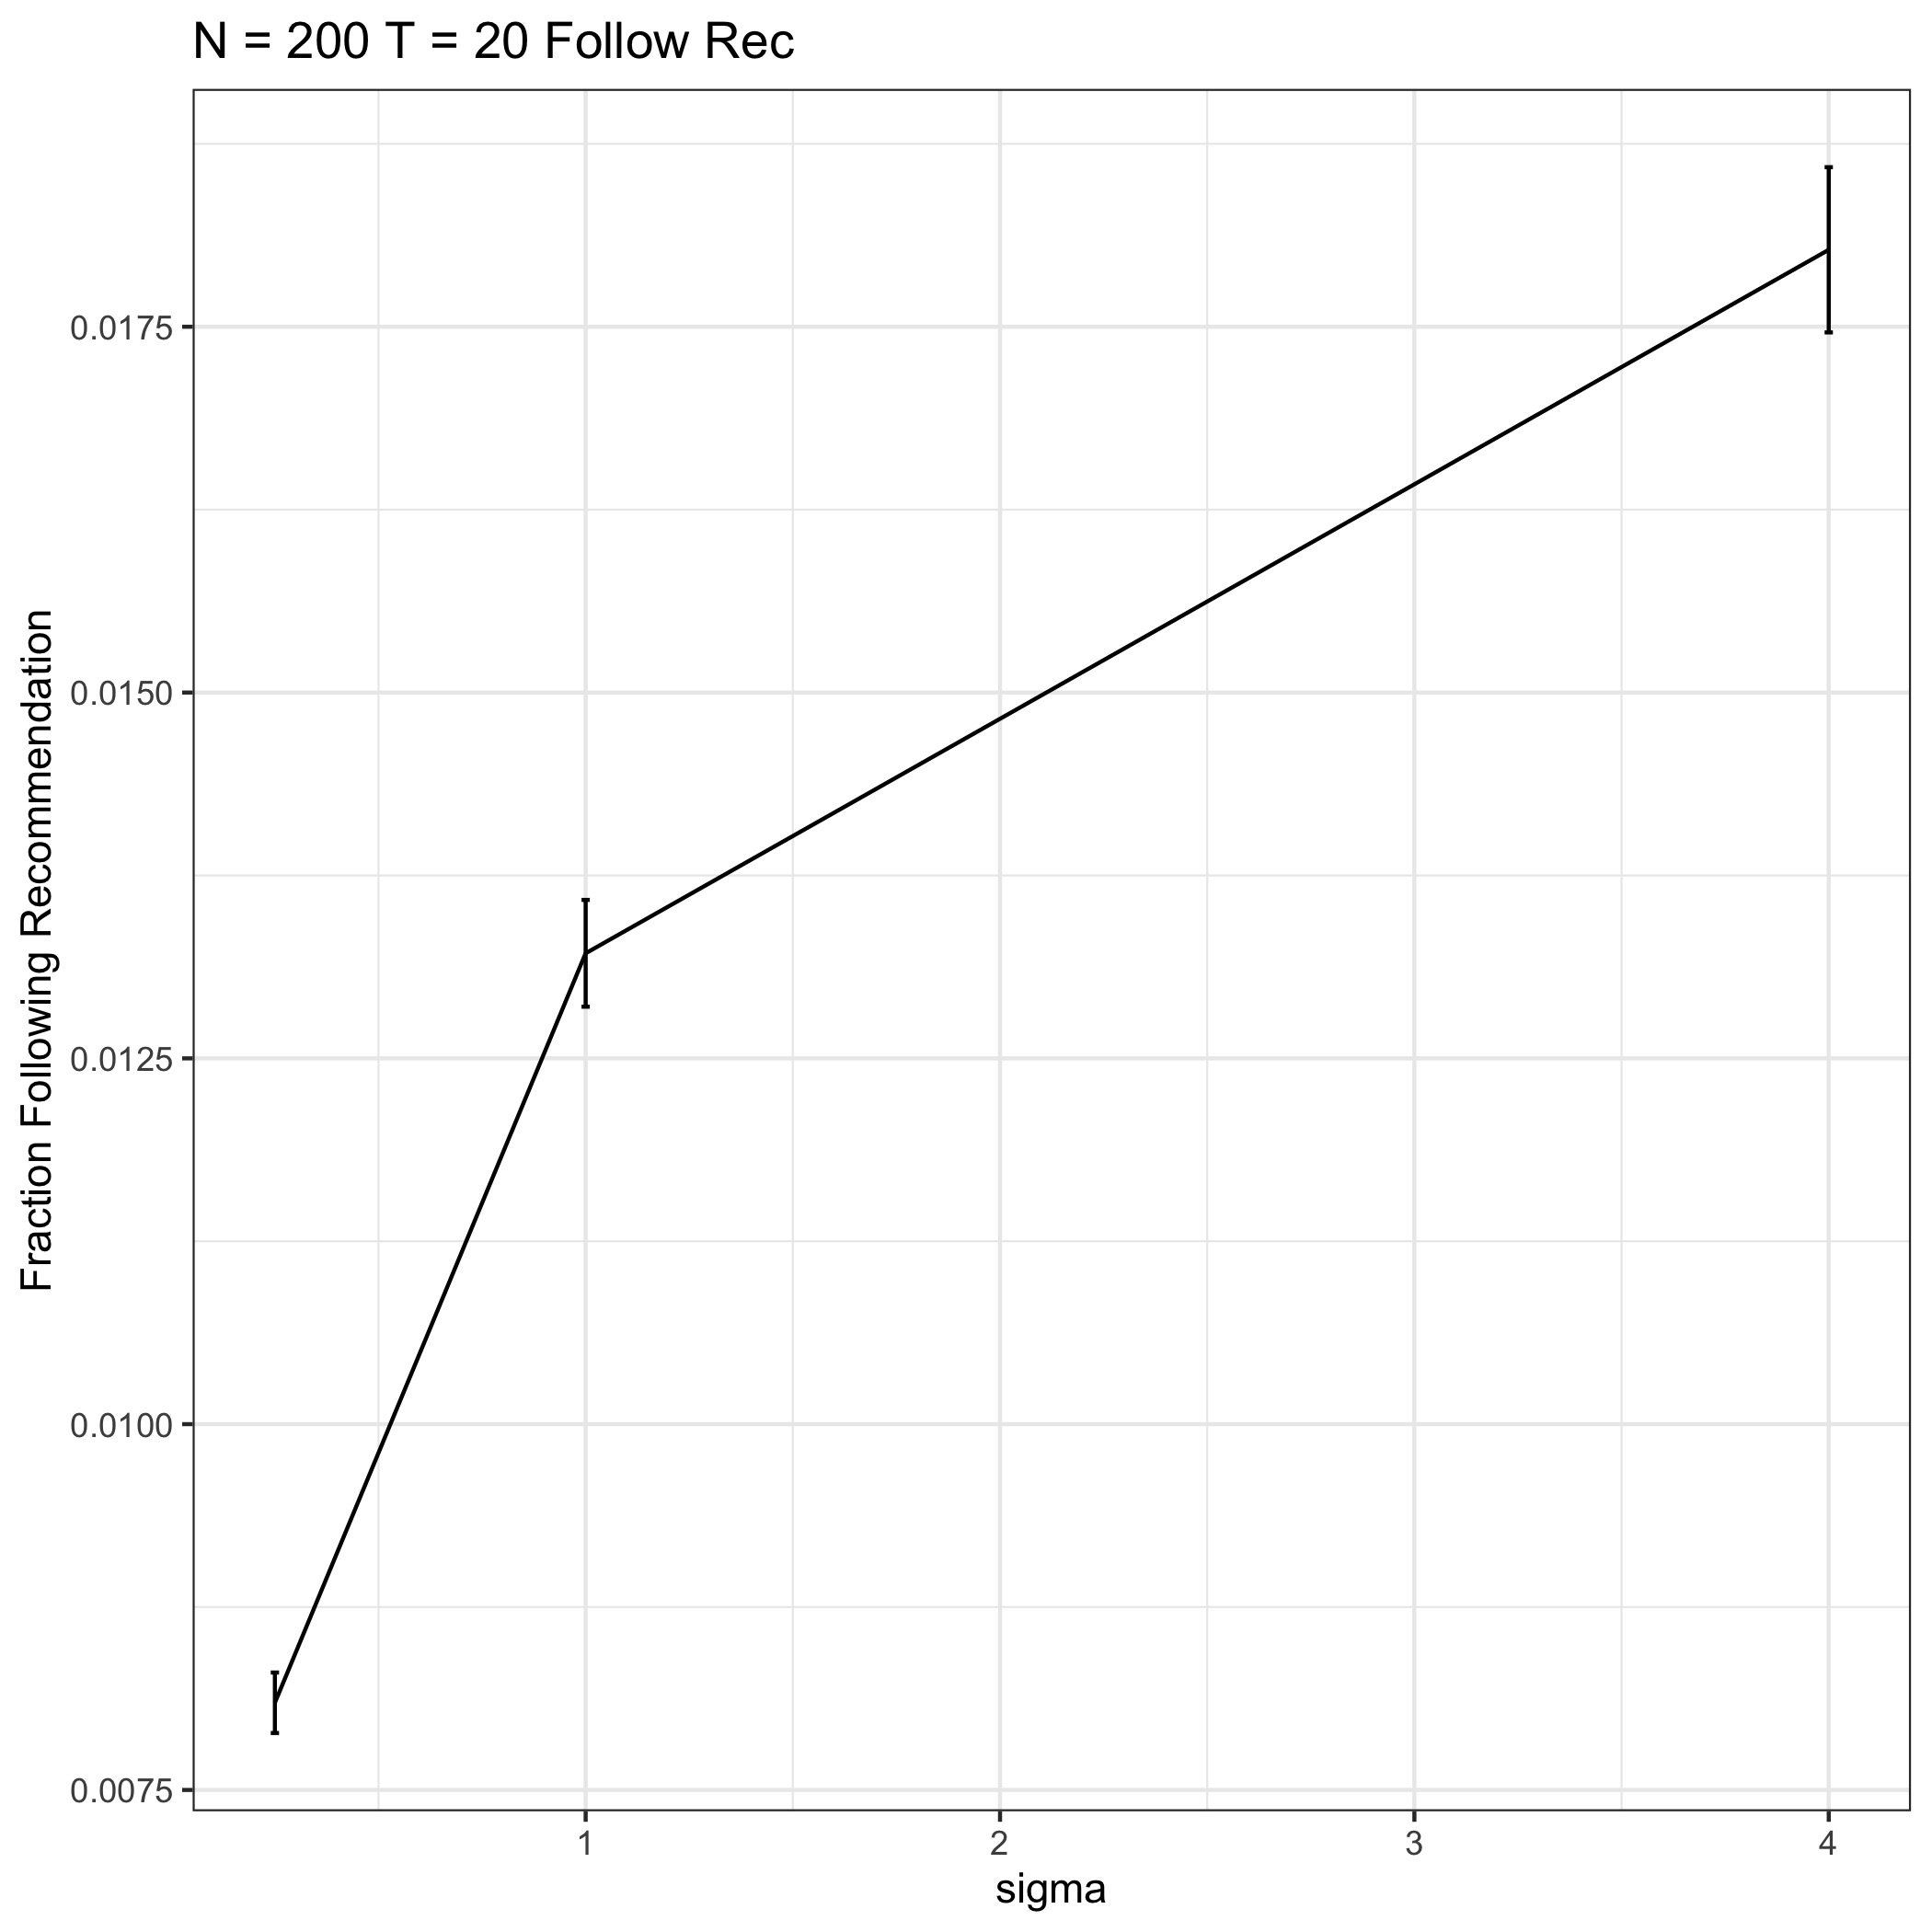 N = 200 T = 20 Follow Rec
Fraction Following Recommendation
0.0175
0.0150
0.0125
0.0100
0.0075
1 2 3 4
sigma